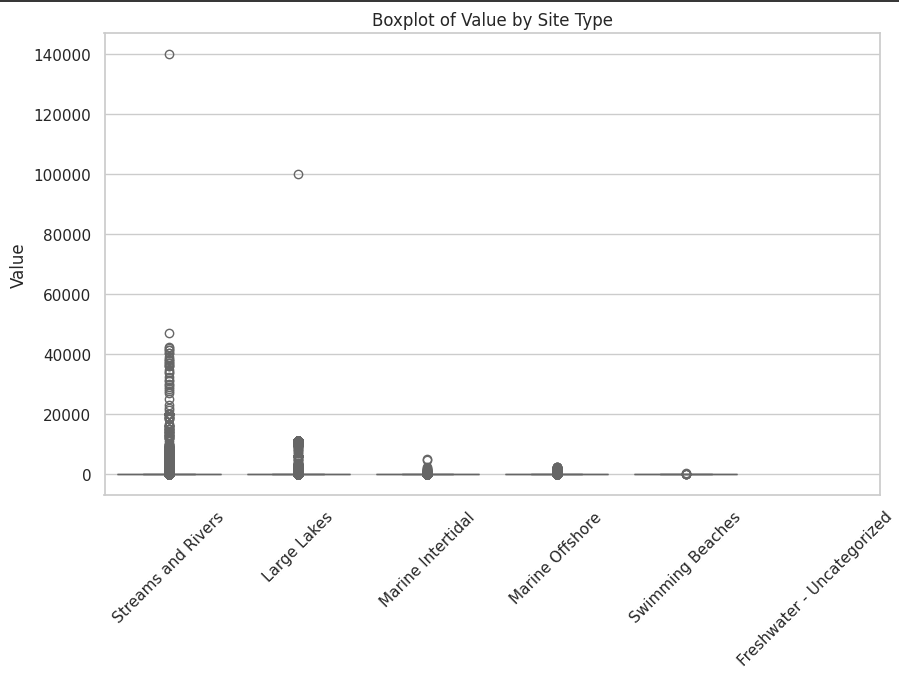 Boxplot of Value by Site Type
140000
120000
100000
80000
60000
40000
20000
0
Value
Streams and Rivers
Large Lakes
Marine Intertidal
Marine Offshore
Swimming Beaches
Freshwater - Uncategorized